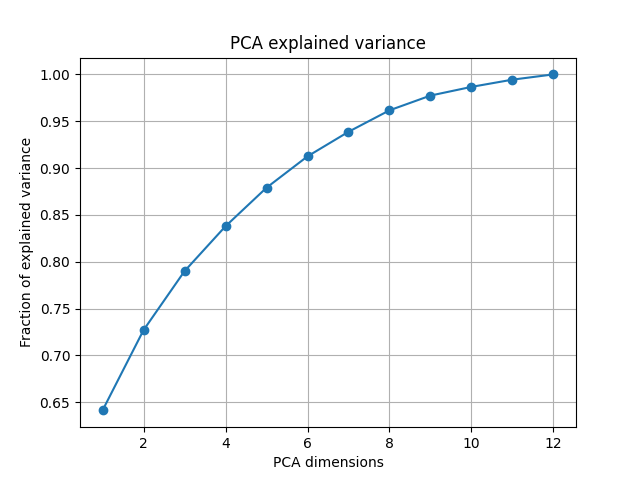 PCA explained variance
Fraction of explained variance
1.00
0.95
0.90
0.85
0.80
0.75
0.70
0.65
2 4 6 8 10 12
PCA dimensions